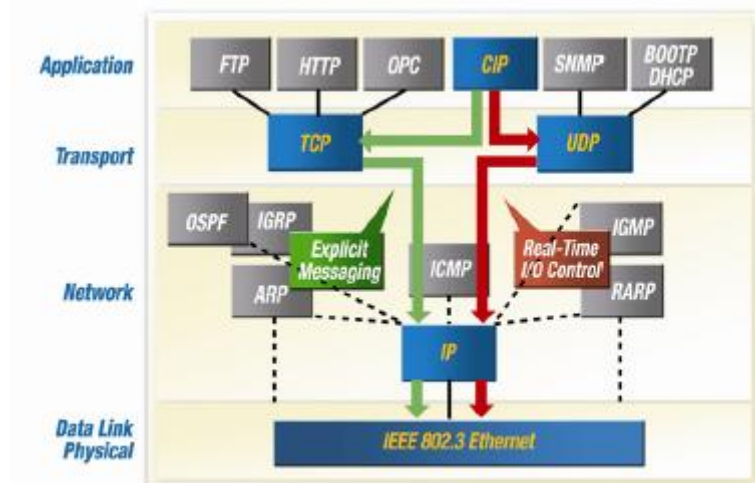 Application
FTP
HTTP
OPC
CIP
SNMP
BOOTP
DHCP
Transport
TCP
UDP
Network
OSPF
IGRP
Explicit
Messaging
ICMP
Real-Time
I/O Control
IGMP
ARP
RARP
IP
Data Link
Physical
IEEE 802.3 Ethernet